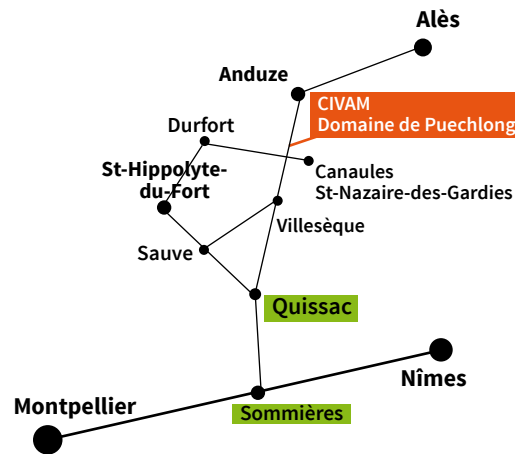 Alès
Anduze
CIVAM
Domaine de Puechlong
Durfort
St-Hippolyte-
du-Fort
Canaules
St-Nazaire-des-Gardies
Villesèque
Sauve
Quissac
Nîmes
Montpellier
Sommières